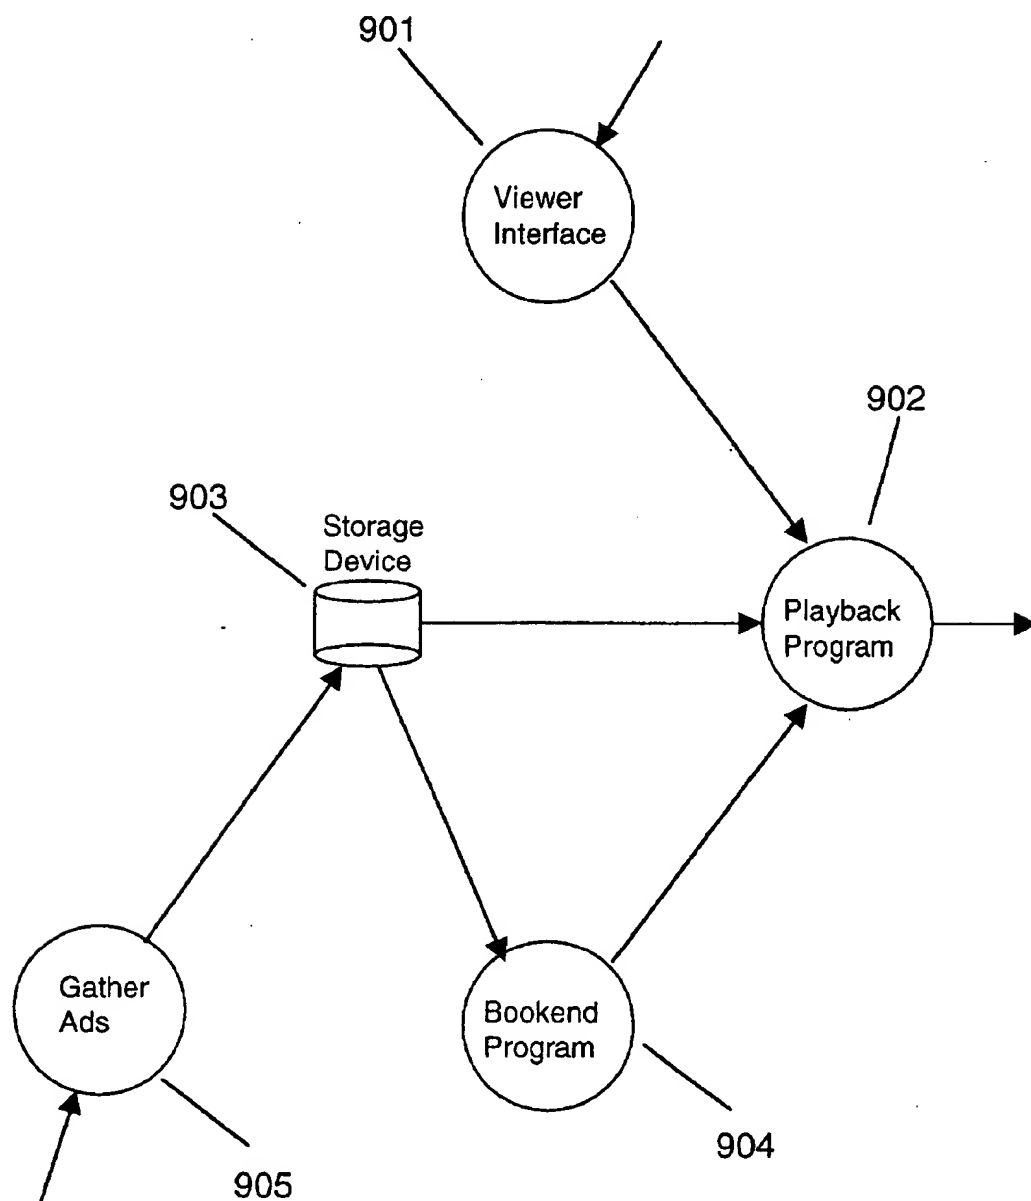 901
Viewer
Interface
902
903
Storage
Device
Playback
Program
Gather
Ads
Bookend
Program
904
905